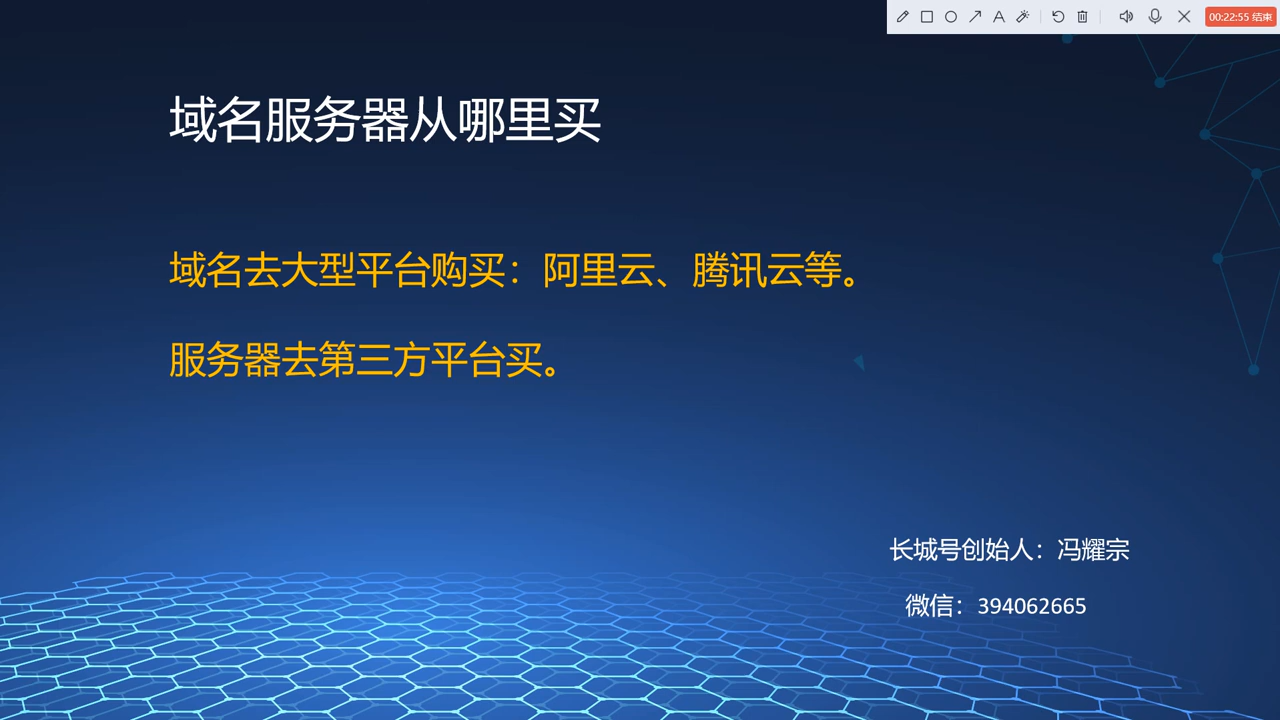 00:22:55 结束
域名服务器从哪里买
域名去大型平台购买：阿里云、腾讯云等。
服务器去第三方平台买。
长城号创始人：冯耀宗
微信：394062665